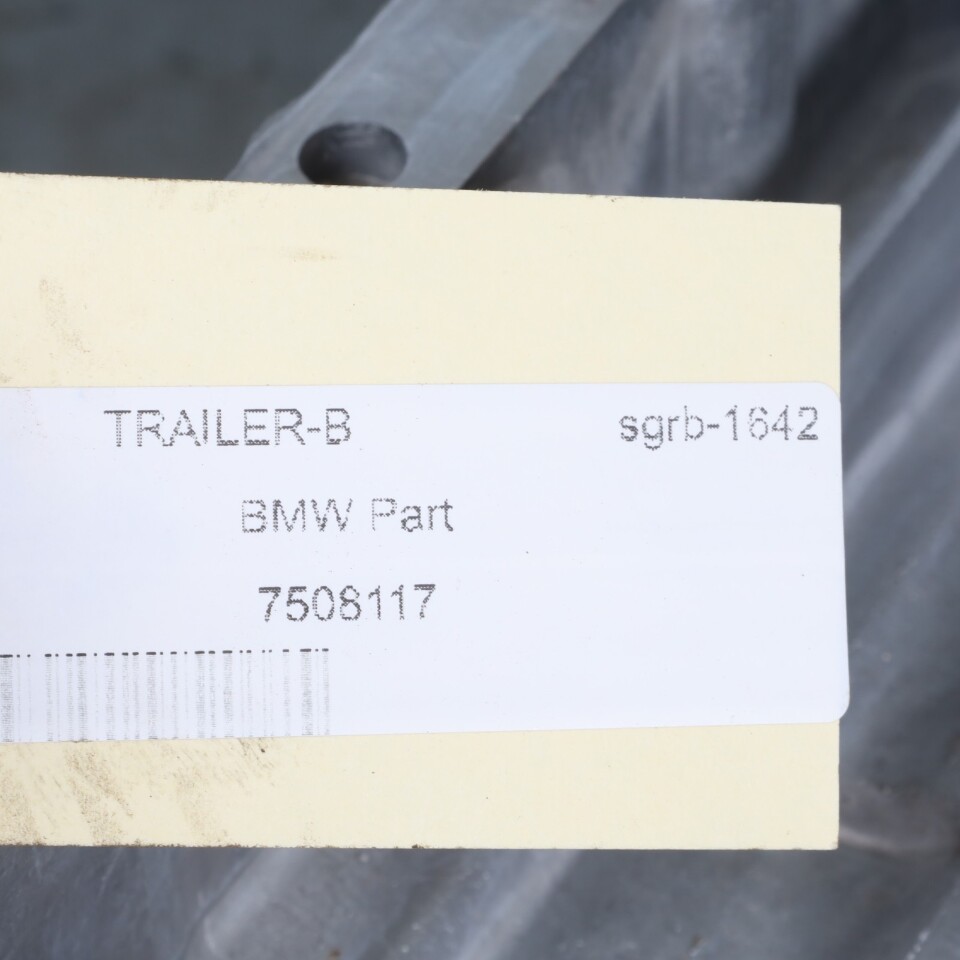 TRAILER-B sgrb-1642
BMW Part
7508117